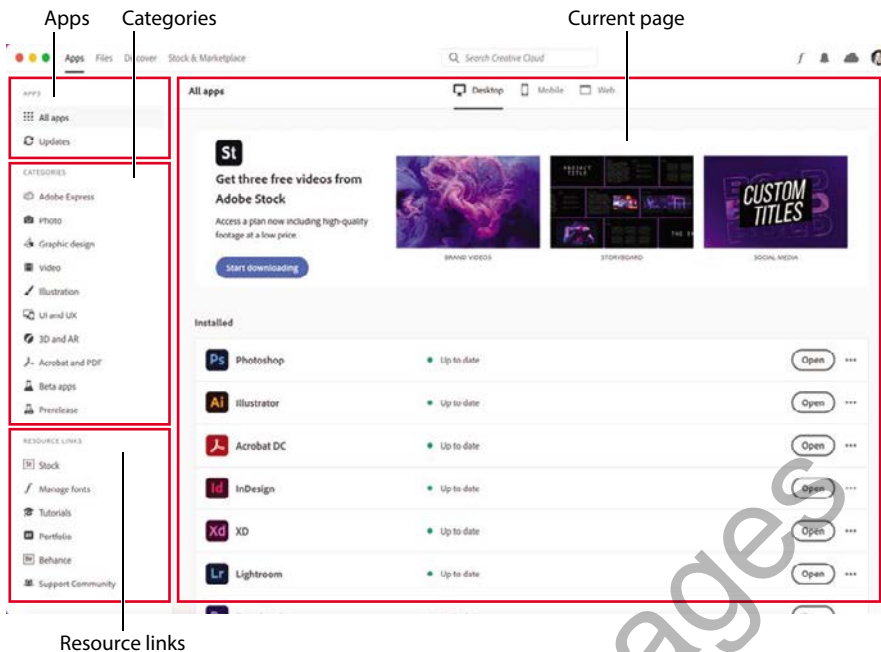 Apps Categories Current page
Apps Files Discover Stock & Marketplace Search Creative Cloud
APPS
All apps
Updates
CATEGORIES
Adobe Express
Photo
Graphic design
Video
Illustration
UI and UX
3D and AR
Acrobat and PDF
Beta apps
Prerelease
RESOURCE LINKS
Stock
Manage fonts
Tutorials
Portfolio
Behance
Support Community
All apps Desktop Mobile Web
St
Get three free videos from
Adobe Stock
Access a plan now including high-quality
footage at a low price.
Start downloading
PROJECT
TITLE
CUSTOM
TITLES
BRAND VIDEOS STORYBOARD SOCIAL MEDIA
Installed
Ps Photoshop Up to date Open
Ai Illustrator Up to date Open
Acrobat DC Up to date Open
Id InDesign Up to date Open
Xd XD Up to date Open
Lr Lightroom Up to date Open
Resource links
ages